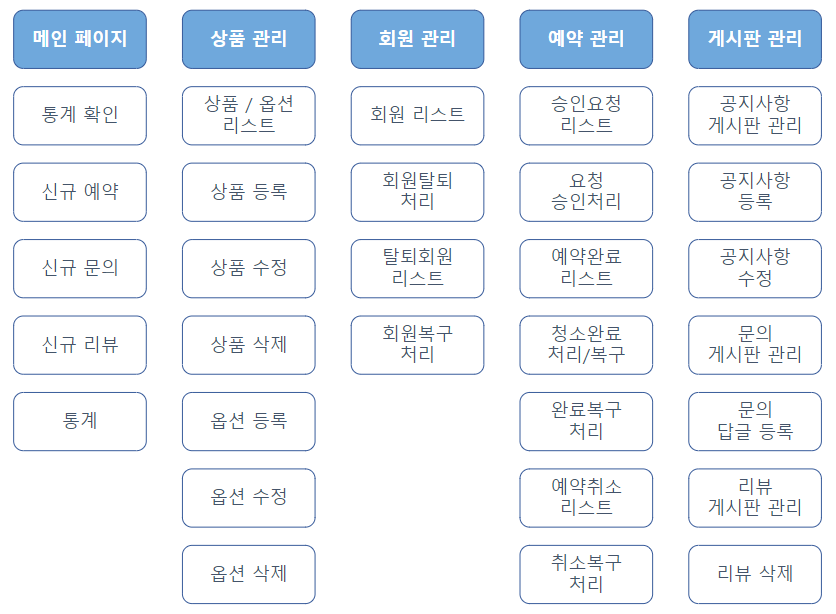 메인 페이지
상품 관리
회원 관리
예약 관리
게시판 관리
통계 확인
상품 / 옵션
리스트
회원 리스트
승인요청
리스트
공지사항
게시판 관리
신규 예약
상품 등록
회원탈퇴
처리
요청
승인처리
공지사항
등록
신규 문의
상품 수정
탈퇴회원
리스트
예약완료
리스트
공지사항
수정
신규 리뷰
상품 삭제
회원복구
처리
청소완료
처리/복구
문의
게시판 관리
통계
옵션 등록
완료복구
처리
문의
답글 등록
옵션 수정
예약취소
리스트
리뷰
게시판 관리
옵션 삭제
취소복구
처리
리뷰 삭제